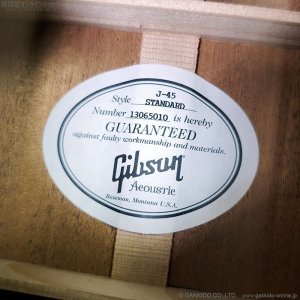 J-45
Style STANDARD
Number 13065010 is hereby
GUARANTEED
against faulty workmanship and materials.
Gibson
Acoustic
Bozeman, Montana U.S.A.
© GAKKIDO CO., LTD. www.gakkido-online.jp